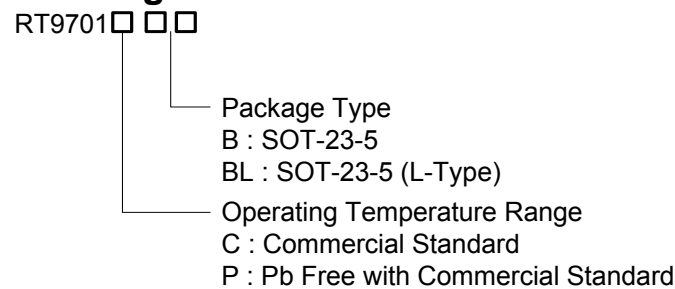 RT9701□ □ □
Package Type
B : SOT-23-5
BL : SOT-23-5 (L-Type)
Operating Temperature Range
C : Commercial Standard
P : Pb Free with Commercial Standard